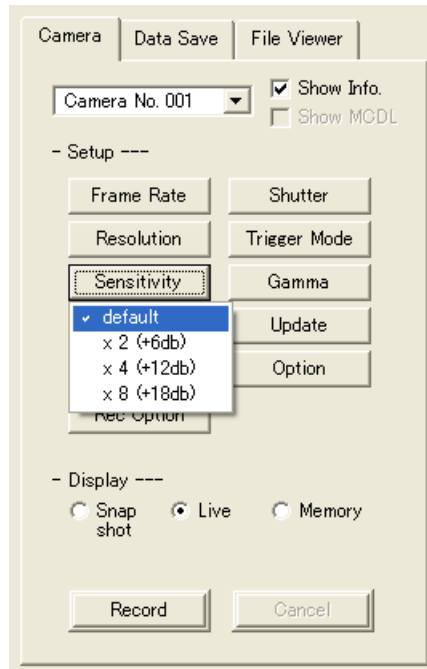 Camera Data Save File Viewer
Camera No. 001
Show Info.
Show MCDL
- Setup ---
Frame Rate Shutter
Resolution Trigger Mode
Sensitivity Gamma
default Update
x 2 (+6db)
x 4 (+12db) Option
x 8 (+18db)
Rec Option
- Display ---
Snap shot Live Memory
Record Cancel